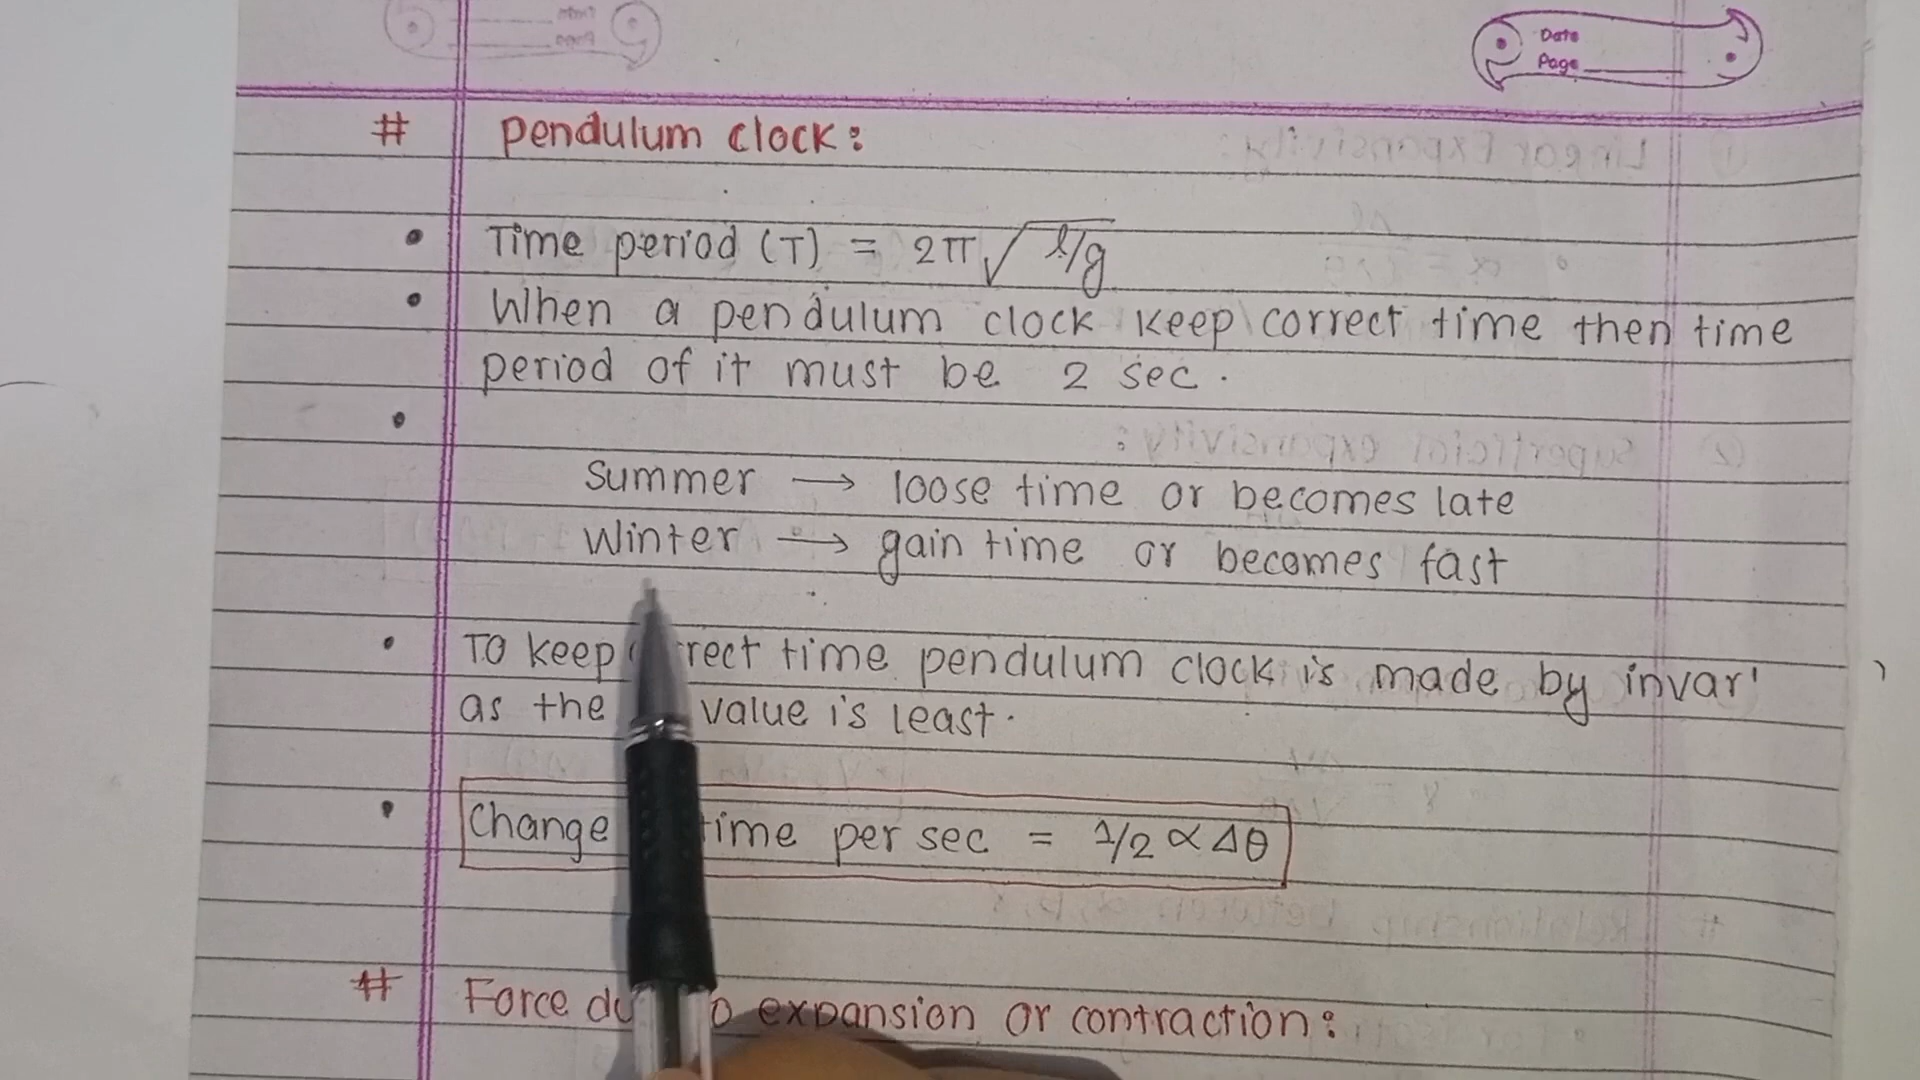 Date
Page
# Pendulum clock:
• Time period (T) = 2π√l/g
• When a pendulum clock keep correct time then time
period of it must be 2 sec.
•
Summer → loose time or becomes late
Winter → gain time or becomes fast
• To keep rect time pendulum clock is made by invar'
as the value is least.
• Change time per sec = 1/2 α Δθ
# Force du o expansion or contraction: